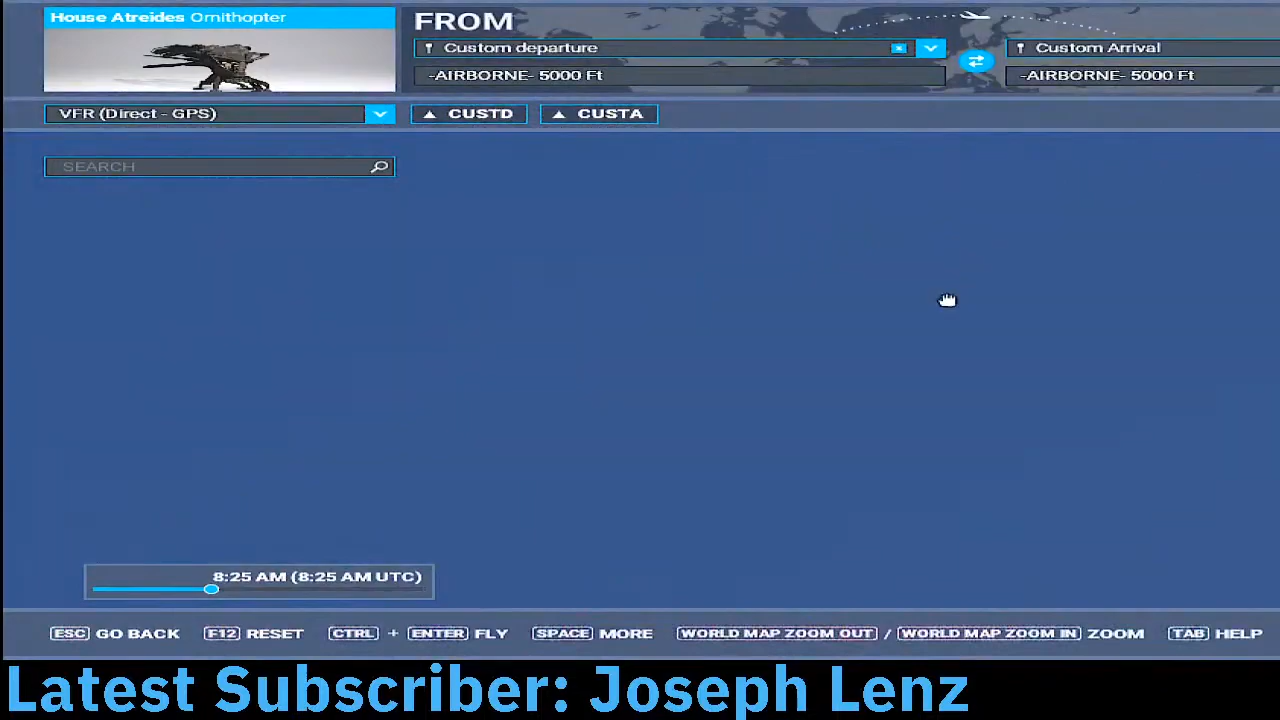 House Atreides Ornithopter
FROM
Custom departure
Custom Arrival
-AIRBORNE- 5000 Ft
-AIRBORNE- 5000 Ft
VFR (Direct - GPS)
CUSTD
CUSTA
SEARCH
8:25 AM (8:25 AM UTC)
ESC GO BACK F12 RESET CTRL + ENTER FLY SPACE MORE WORLD MAP ZOOM OUT / WORLD MAP ZOOM IN ZOOM TAB HELP
Latest Subscriber: Joseph Lenz